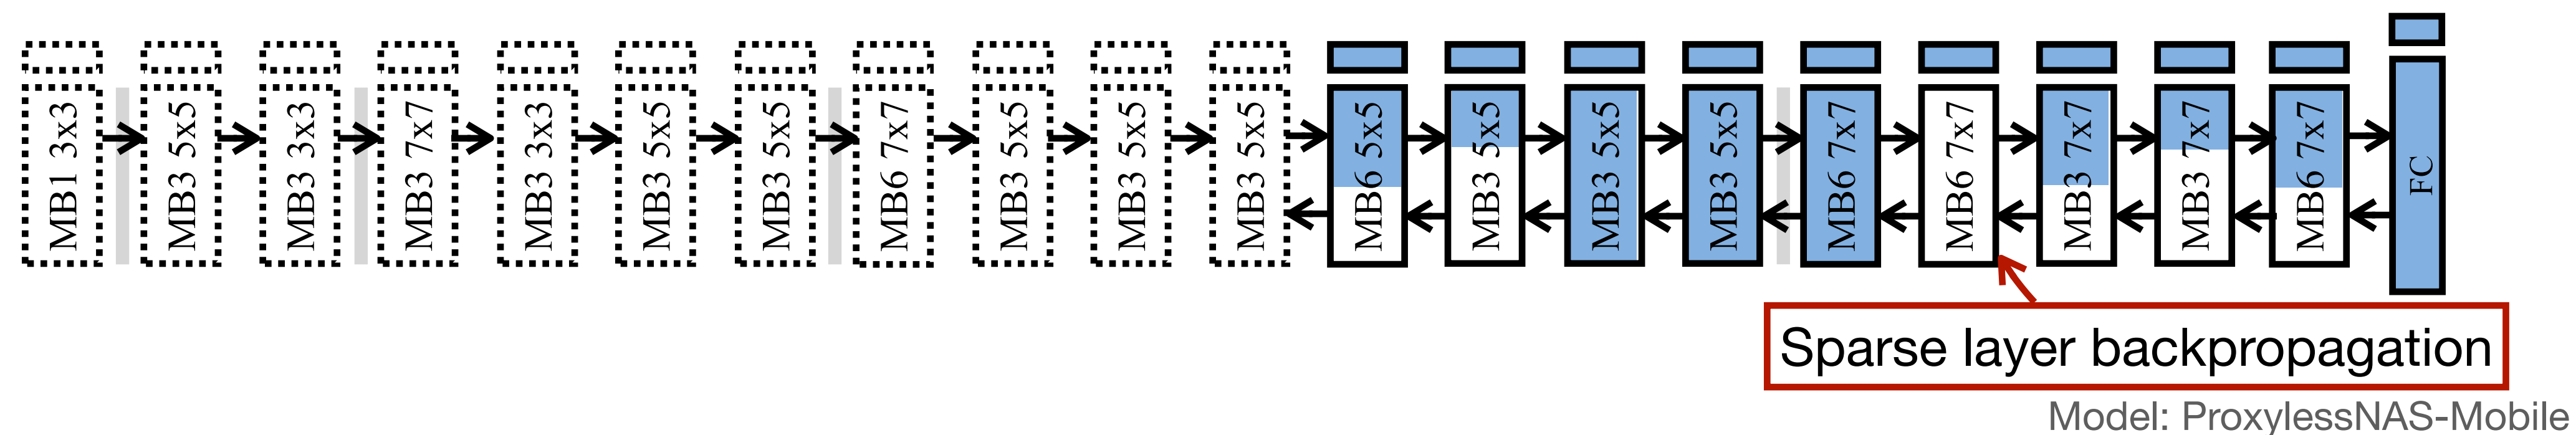 MB1 3x3
MB3 5x5
MB3 3x3
MB3 7x7
MB3 3x3
MB3 5x5
MB3 5x5
MB6 7x7
MB3 5x5
MB3 5x5
MB3 5x5
MB6 5x5
MB3 5x5
MB3 5x5
MB3 5x5
MB6 7x7
MB6 7x7
MB3 7x7
MB3 7x7
MB6 7x7
FC
Sparse layer backpropagation
Model: ProxylessNAS-Mobile